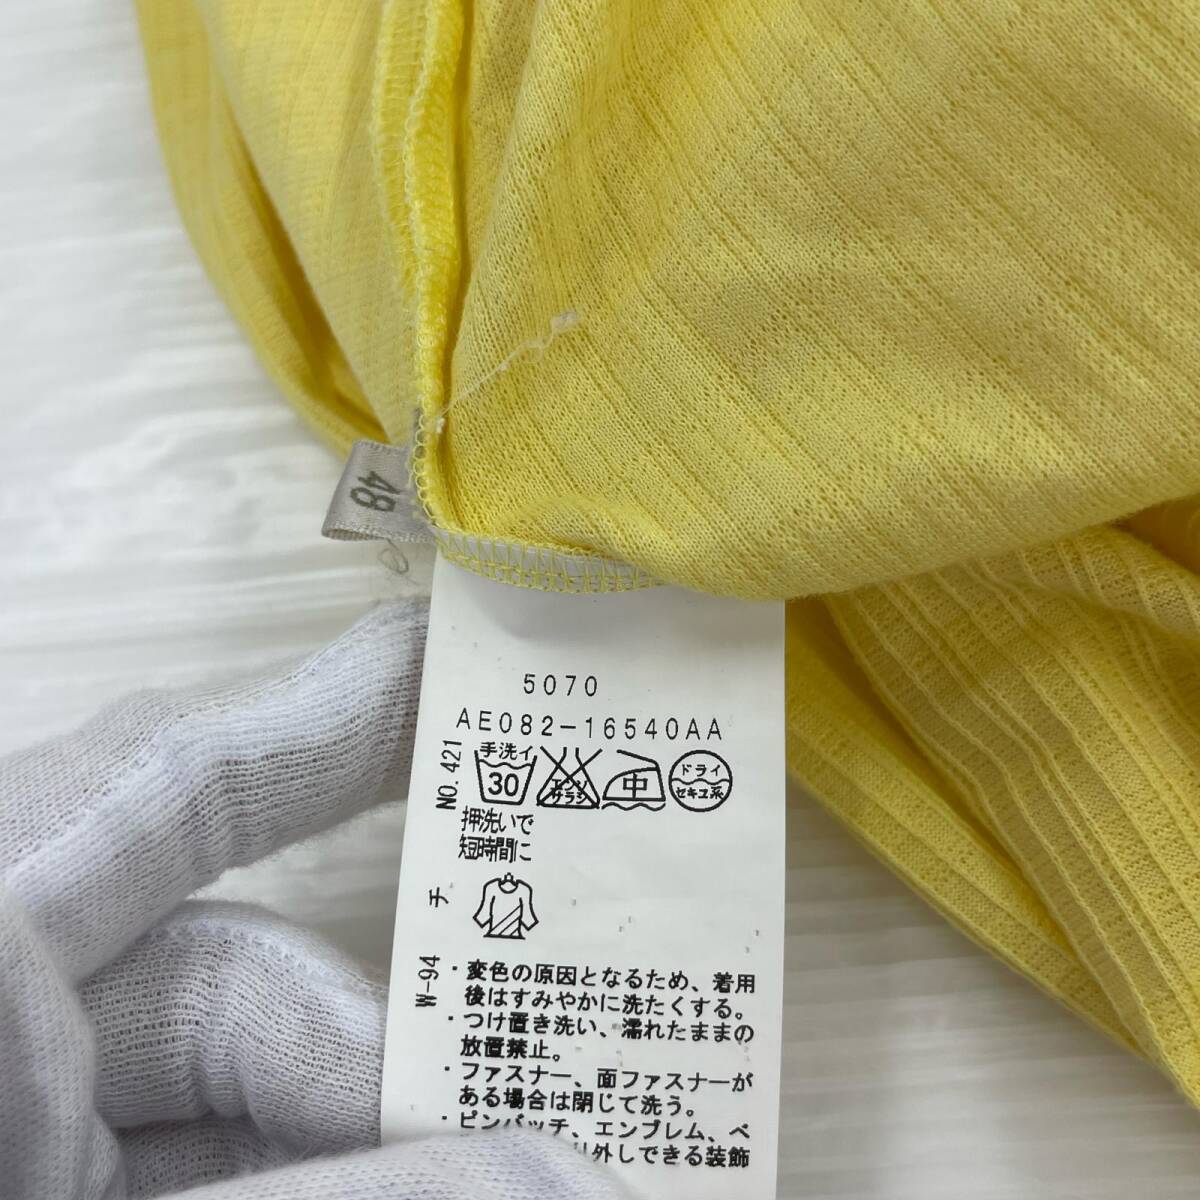 48
5070
AE082-16540AA
NO.421
手洗イ
30
エンソ
サラシ
中
ドライ
セキユ系
押洗いで
短時間に
チ
W-94
・変色の原因となるため、着用
後はすみやかに洗たくする。
・つけ置き洗い、濡れたままの
放置禁止。
・ファスナー、面ファスナーが
ある場合は閉じて洗う。
・ピンバッチ、エンブレム、ベ
り外しできる装飾